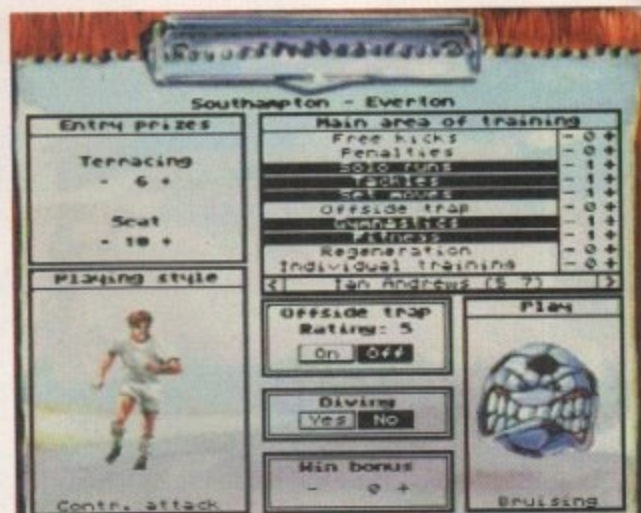 Southampton - Everton
Entry prizes
Terracing
- 6 +
Seat
- 10 +
Main area of training
Free kicks - 0 +
Penalties - 0 +
Solo runs - 1 +
Tackles - 1 +
Set moves - 1 +
Offside trap - 0 +
Gymnastics - 1 +
Fitness - 1 +
Regeneration - 0 +
Individual training - 0 +
< Ian Andrews (S 7) >
Playing style
Contr. attack
Offside trap
Rating: 5
On Off
Diving
Yes No
Win bonus
- 0 +
Play
Bruising